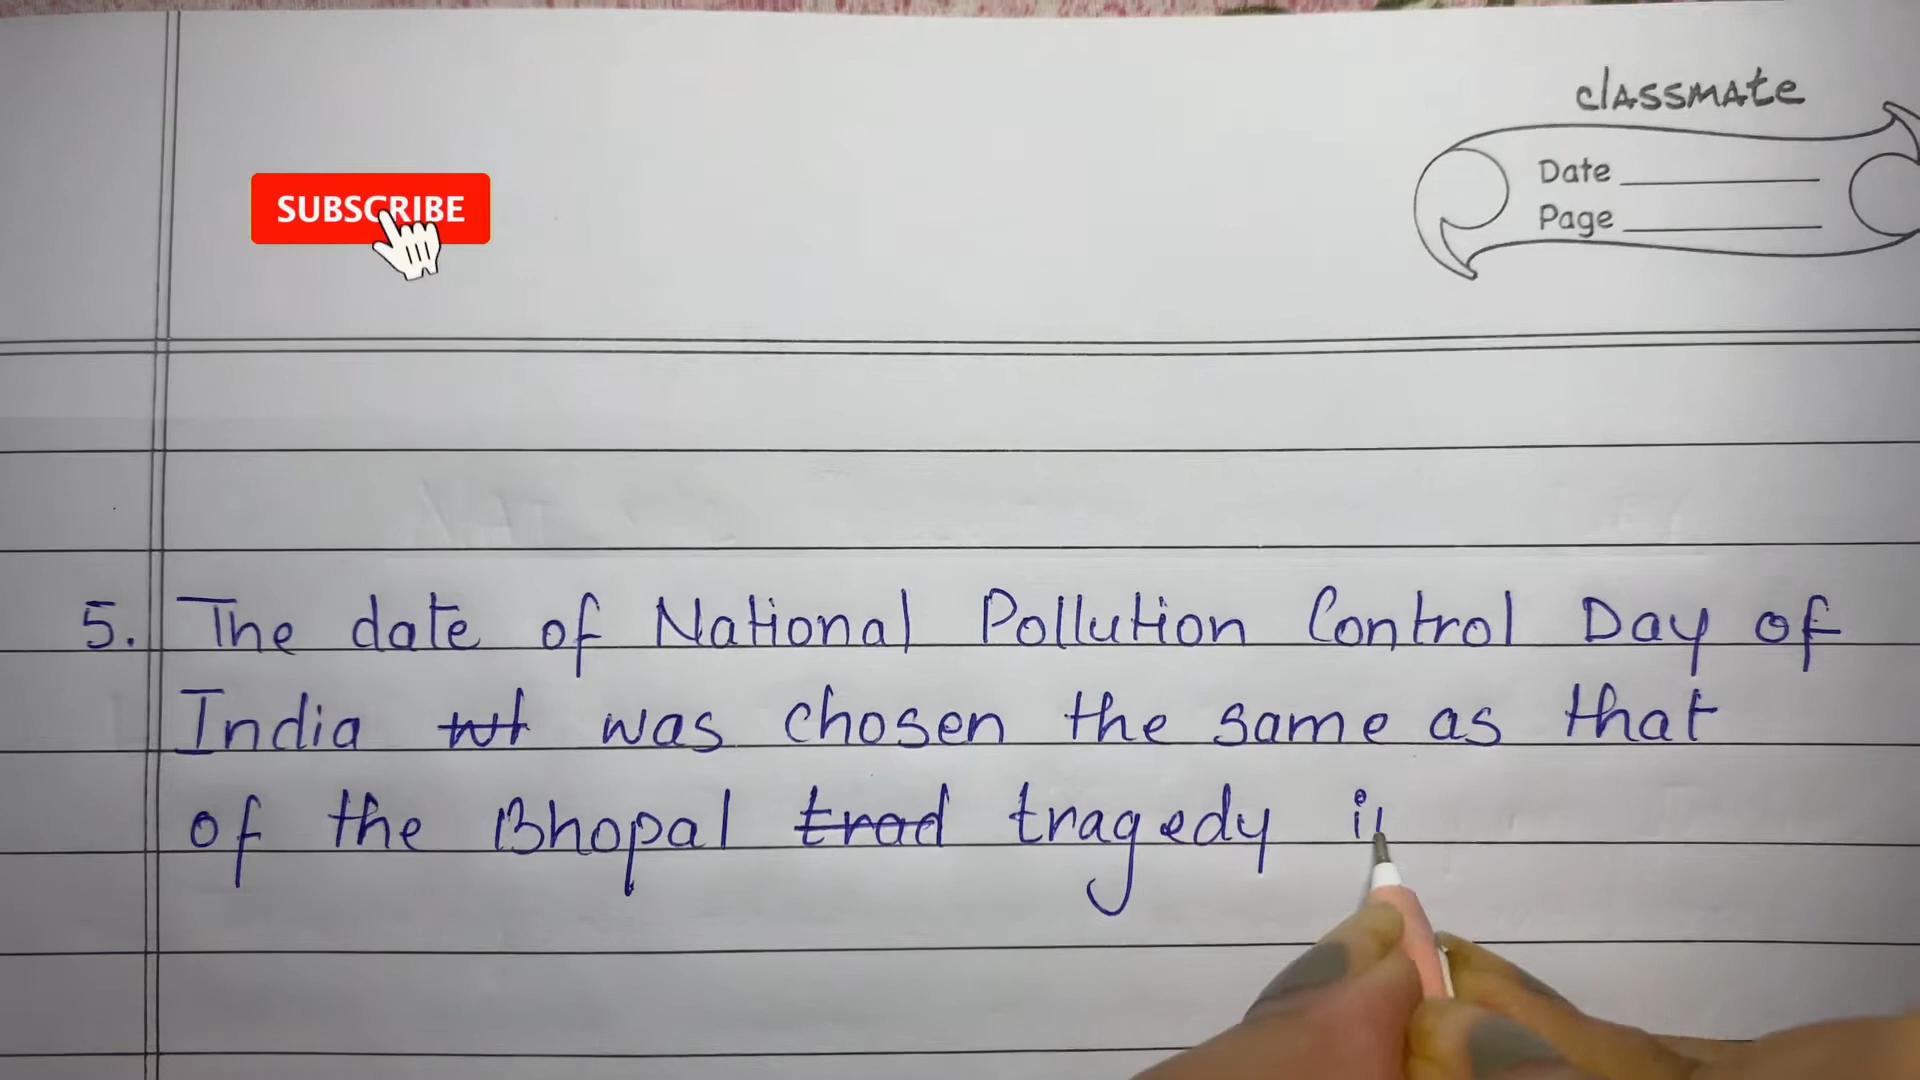 classmate
Date
Page
SUBSCRIBE
5. The date of National Pollution Control Day of
India wt was chosen the same as that
of the Bhopal trad tragedy